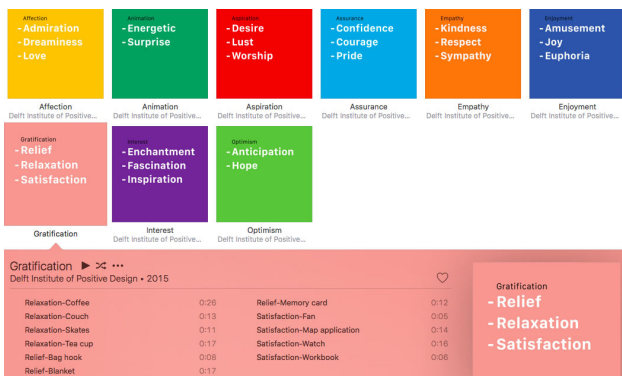 Affection
-Admiration
-Dreaminess
-Love
Animation
-Energetic
-Surprise
Aspiration
-Desire
-Lust
-Worship
Assurance
-Confidence
-Courage
-Pride
Empathy
-Kindness
-Respect
-Sympathy
Enjoyment
-Amusement
-Joy
-Euphoria
Affection
Delft Institute of Positive...
Animation
Delft Institute of Positive...
Aspiration
Delft Institute of Positive...
Assurance
Delft Institute of Positive...
Empathy
Delft Institute of Positive...
Enjoyment
Delft Institute of Positive...
Gratification
-Relief
-Relaxation
-Satisfaction
Interest
-Enchantment
-Fascination
-Inspiration
Optimism
-Anticipation
-Hope
Gratification
Interest
Delft Institute of Positive...
Optimism
Delft Institute of Positive...
Gratification
Delft Institute of Positive Design • 2015
Relaxation-Coffee 0:26
Relaxation-Couch 0:13
Relaxation-Skates 0:11
Relaxation-Tea cup 0:17
Relief-Bag hook 0:08
Relief-Blanket 0:17
Relief-Memory card 0:12
Satisfaction-Fan 0:05
Satisfaction-Map application 0:14
Satisfaction-Watch 0:16
Satisfaction-Workbook 0:06
Gratification
-Relief
-Relaxation
-Satisfaction